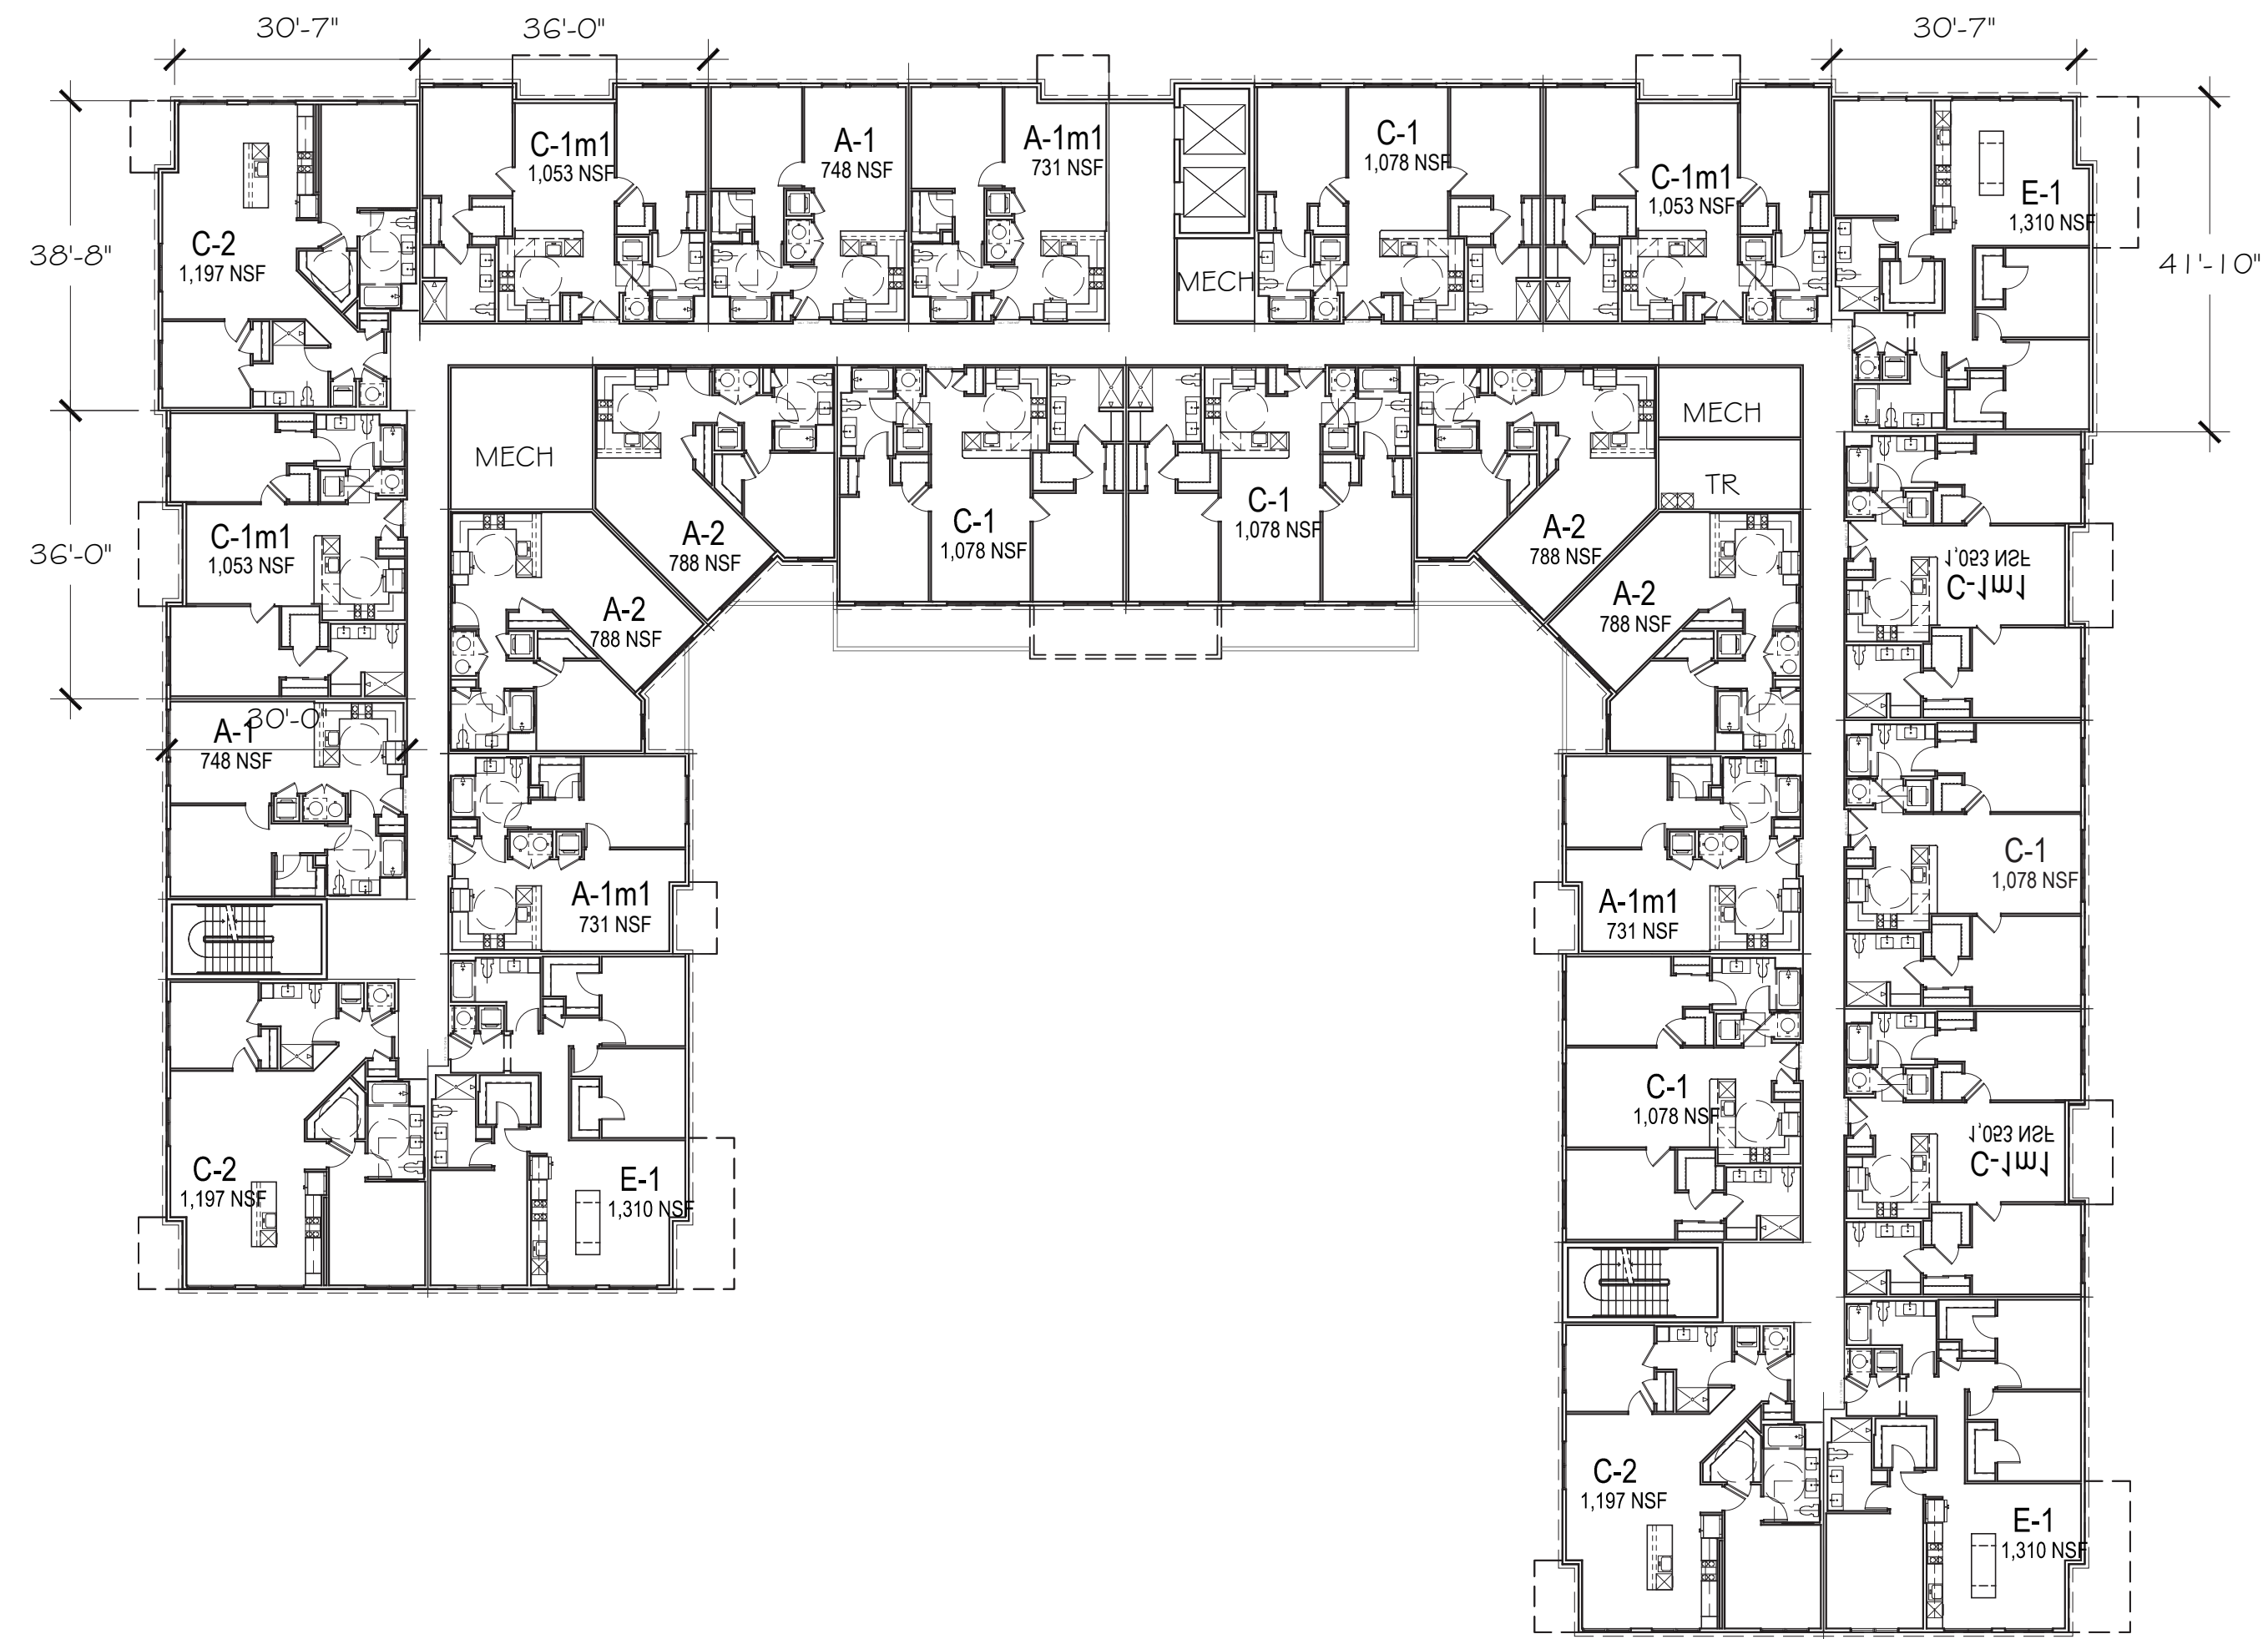 30'-7"
36'-0"
30'-7"
38'-8"
41'-10"
36'-0"
30'-0"
C-2
1,197 NSF
C-1m1
1,053 NSF
A-1
748 NSF
A-1m1
731 NSF
MECH
C-1
1,078 NSF
C-1m1
1,053 NSF
E-1
1,310 NSF
MECH
A-2
788 NSF
C-1
1,078 NSF
C-1
1,078 NSF
A-2
788 NSF
MECH
TR
C-1m1
1,053 NSF
A-2
788 NSF
A-2
788 NSF
1,053 NSF
C-1m1
A-1
748 NSF
A-1m1
731 NSF
A-1m1
731 NSF
C-1
1,078 NSF
C-1
1,078 NSF
1,053 NSF
C-1m1
C-2
1,197 NSF
E-1
1,310 NSF
C-2
1,197 NSF
E-1
1,310 NSF